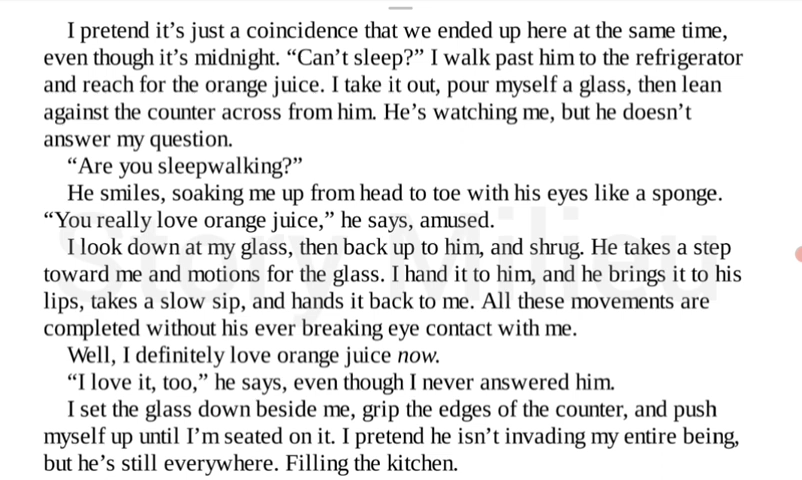 I pretend it’s just a coincidence that we ended up here at the same time,
even though it’s midnight. “Can’t sleep?” I walk past him to the refrigerator
and reach for the orange juice. I take it out, pour myself a glass, then lean
against the counter across from him. He’s watching me, but he doesn’t
answer my question.
“Are you sleepwalking?”
He smiles, soaking me up from head to toe with his eyes like a sponge.
“You really love orange juice,” he says, amused.
I look down at my glass, then back up to him, and shrug. He takes a step
toward me and motions for the glass. I hand it to him, and he brings it to his
lips, takes a slow sip, and hands it back to me. All these movements are
completed without his ever breaking eye contact with me.
Well, I definitely love orange juice now.
“I love it, too,” he says, even though I never answered him.
I set the glass down beside me, grip the edges of the counter, and push
myself up until I’m seated on it. I pretend he isn’t invading my entire being,
but he’s still everywhere. Filling the kitchen.
Story Milieu